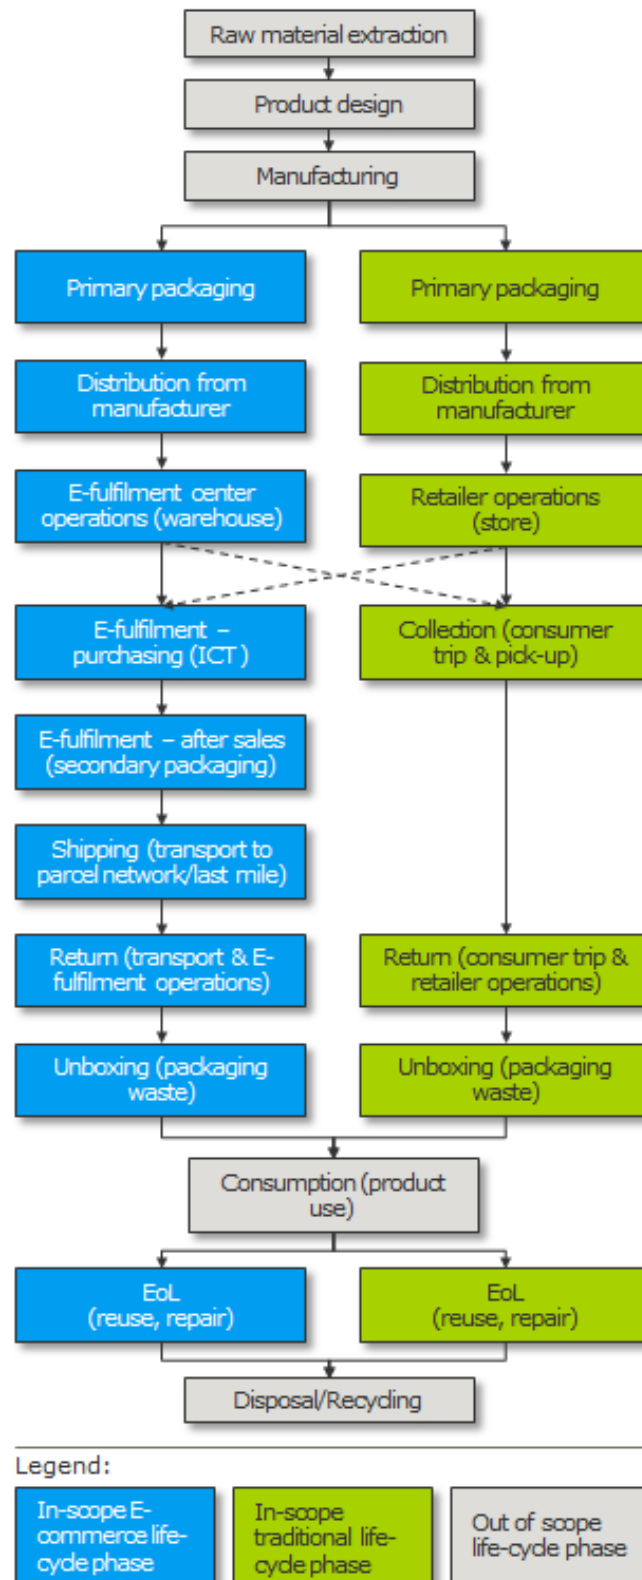 Raw material extraction
Product design
Manufacturing
Primary packaging
Primary packaging
Distribution from
manufacturer
Distribution from
manufacturer
E-fulfilment center
operations (warehouse)
Retailer operations
(store)
E-fulfilment –
purchasing (ICT )
Collection (consumer
trip & pick-up)
E-fulfilment – after sales
(secondary packaging)
Shipping (transport to
parcel network/last mile)
Return (transport & E-
fulfilment operations)
Return (consumer trip &
retailer operations)
Unboxing (packaging
waste)
Unboxing (packaging
waste)
Consumption (product
use)
EoL
(reuse, repair)
EoL
(reuse, repair)
Disposal/Recycling
Legend:
In-scope E-
commerce life-
cycle phase
In-scope
traditional life-
cycle phase
Out of scope
life-cycle phase